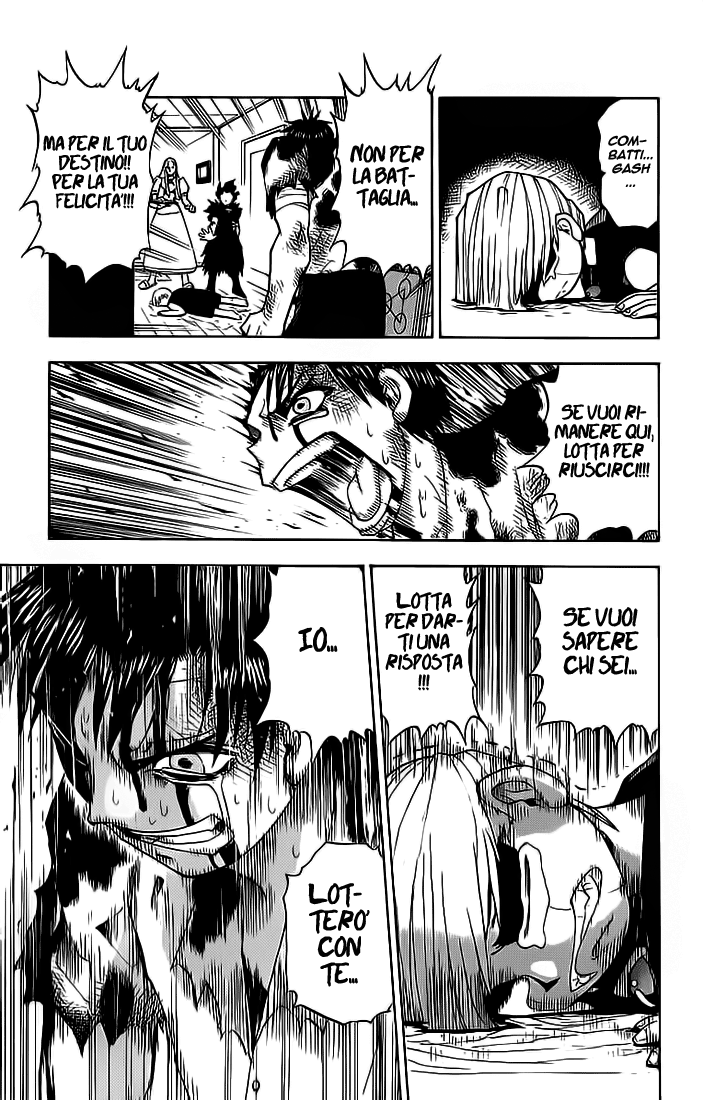 COM-
BATTI...
GASH
...
NON PER
LA BAT-
TAGLIA...
MA PER IL TUO
DESTINO!!
PER LA TUA
FELICITA'!!!
SE VUOI RI-
MANERE QUI,
LOTTA PER
RIUSCIRCI!!!!
SE VUOI
SAPERE
CHI SEI...
LOTTA
PER DAR-
TI UNA
RISPOSTA
!!!
IO...
LOT-
TERO'
CON
TE...